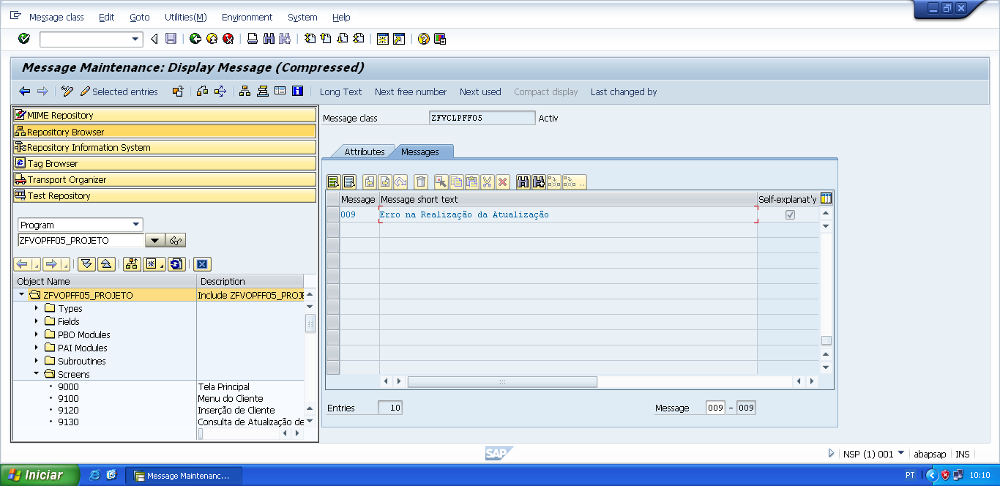 Message class Edit Goto Utilities(M) Environment System Help
Message Maintenance: Display Message (Compressed)
Selected entries Long Text Next free number Next used Compact display Last changed by
MIME Repository
Repository Browser
Repository Information System
Tag Browser
Transport Organizer
Test Repository
Program
ZFVOPFF05_PROJETO
Object Name Description
ZFVOPFF05_PROJETO Include ZFVOPFF05_PROJE
Types
Fields
PBO Modules
PAI Modules
Subroutines
Screens
9000 Tela Principal
9100 Menu do Cliente
9120 Inserção de Cliente
9130 Consulta de Atualização de
Message class ZFVCLPFF05 Activ
Attributes Messages
Message Message short text Self-explanat'y
009 Erro na Realização da Atualização
Entries 10 Message 009 - 009
SAP
NSP (1) 001 abapsap INS
Iniciar Message Maintenanc... PT 10:10